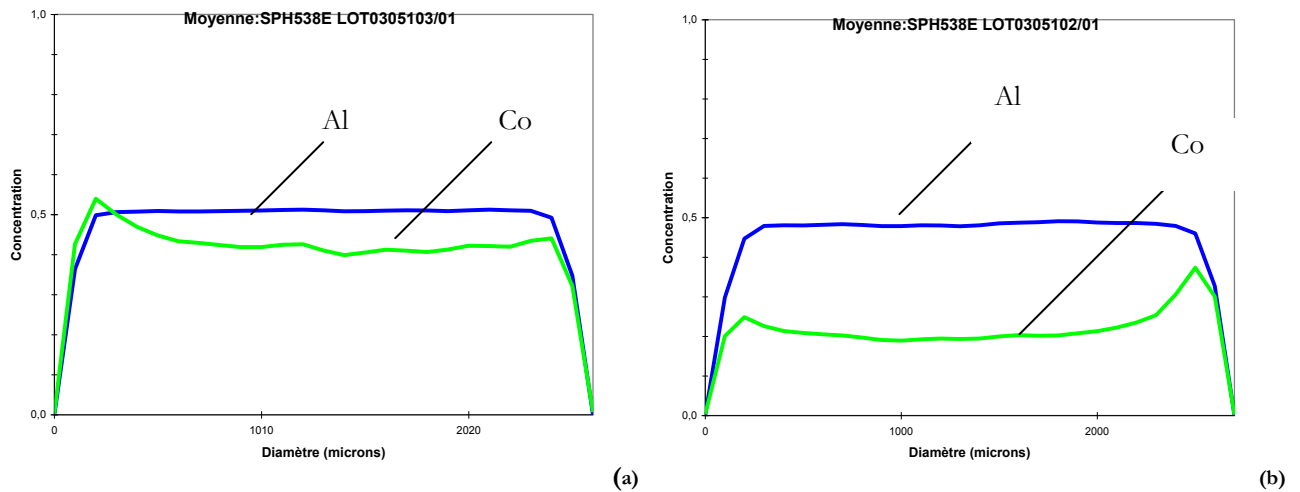 Moyenne:SPH538E LOT0305103/01
1,0
Al
Co
Concentration
0,5
0,0
0
1010
2020
Diamètre (microns)
(a)
Moyenne:SPH538E LOT0305102/01
1,0
Al
Co
Concentration
0,5
0,0
0
1000
2000
Diamètre (microns)
(b)